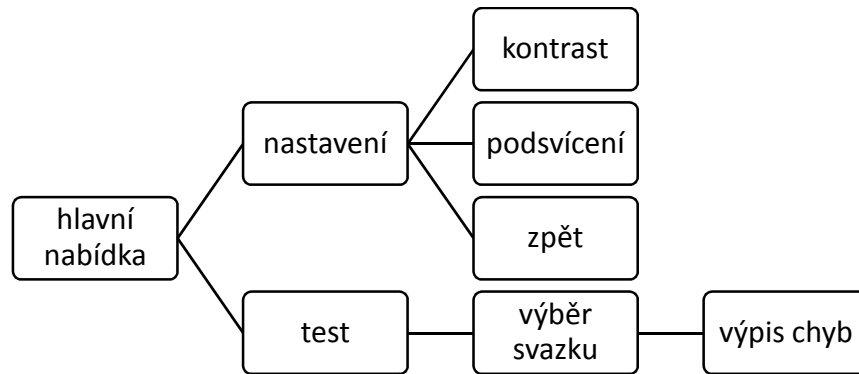 hlavní
nabídka
nastavení
kontrast
podsvícení
zpět
test
výběr
svazku
výpis chyb